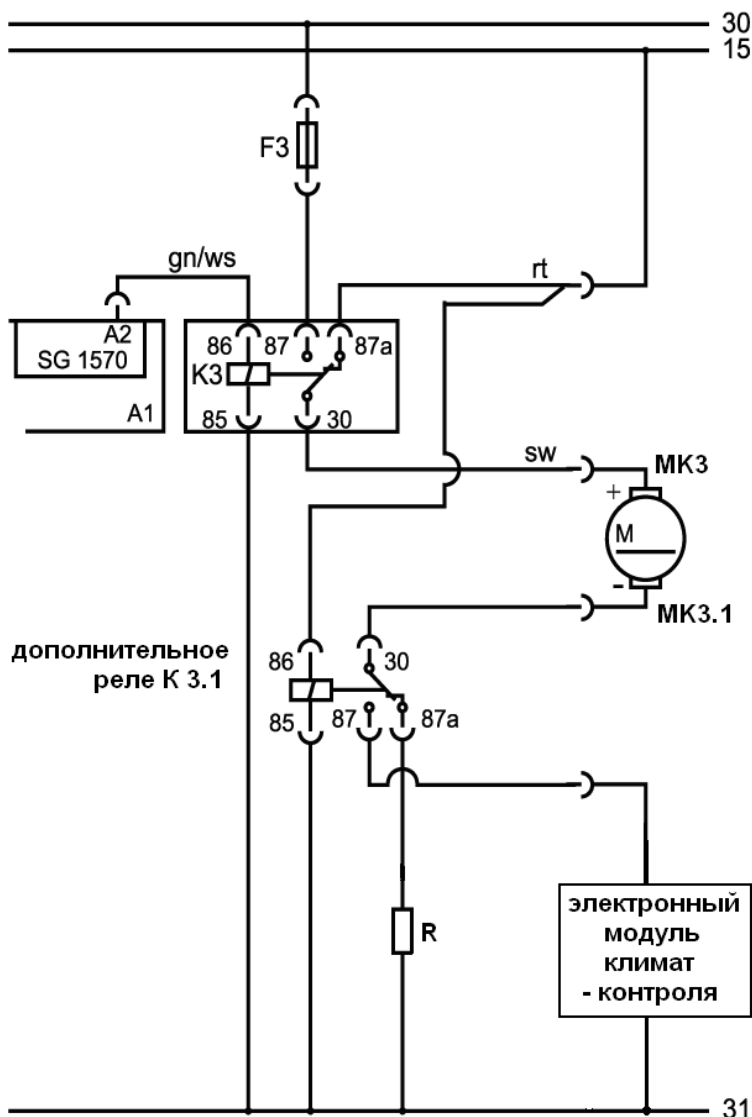 30
15
F3
gn/ws
rt
A2
SG 1570
A1
86 87 87a
K3
85 30
sw
MK3
+
M
-
MK3.1
дополнительное
реле К 3.1
86 30
85 87 87a
R
электронный
модуль
климат
- контроля
31